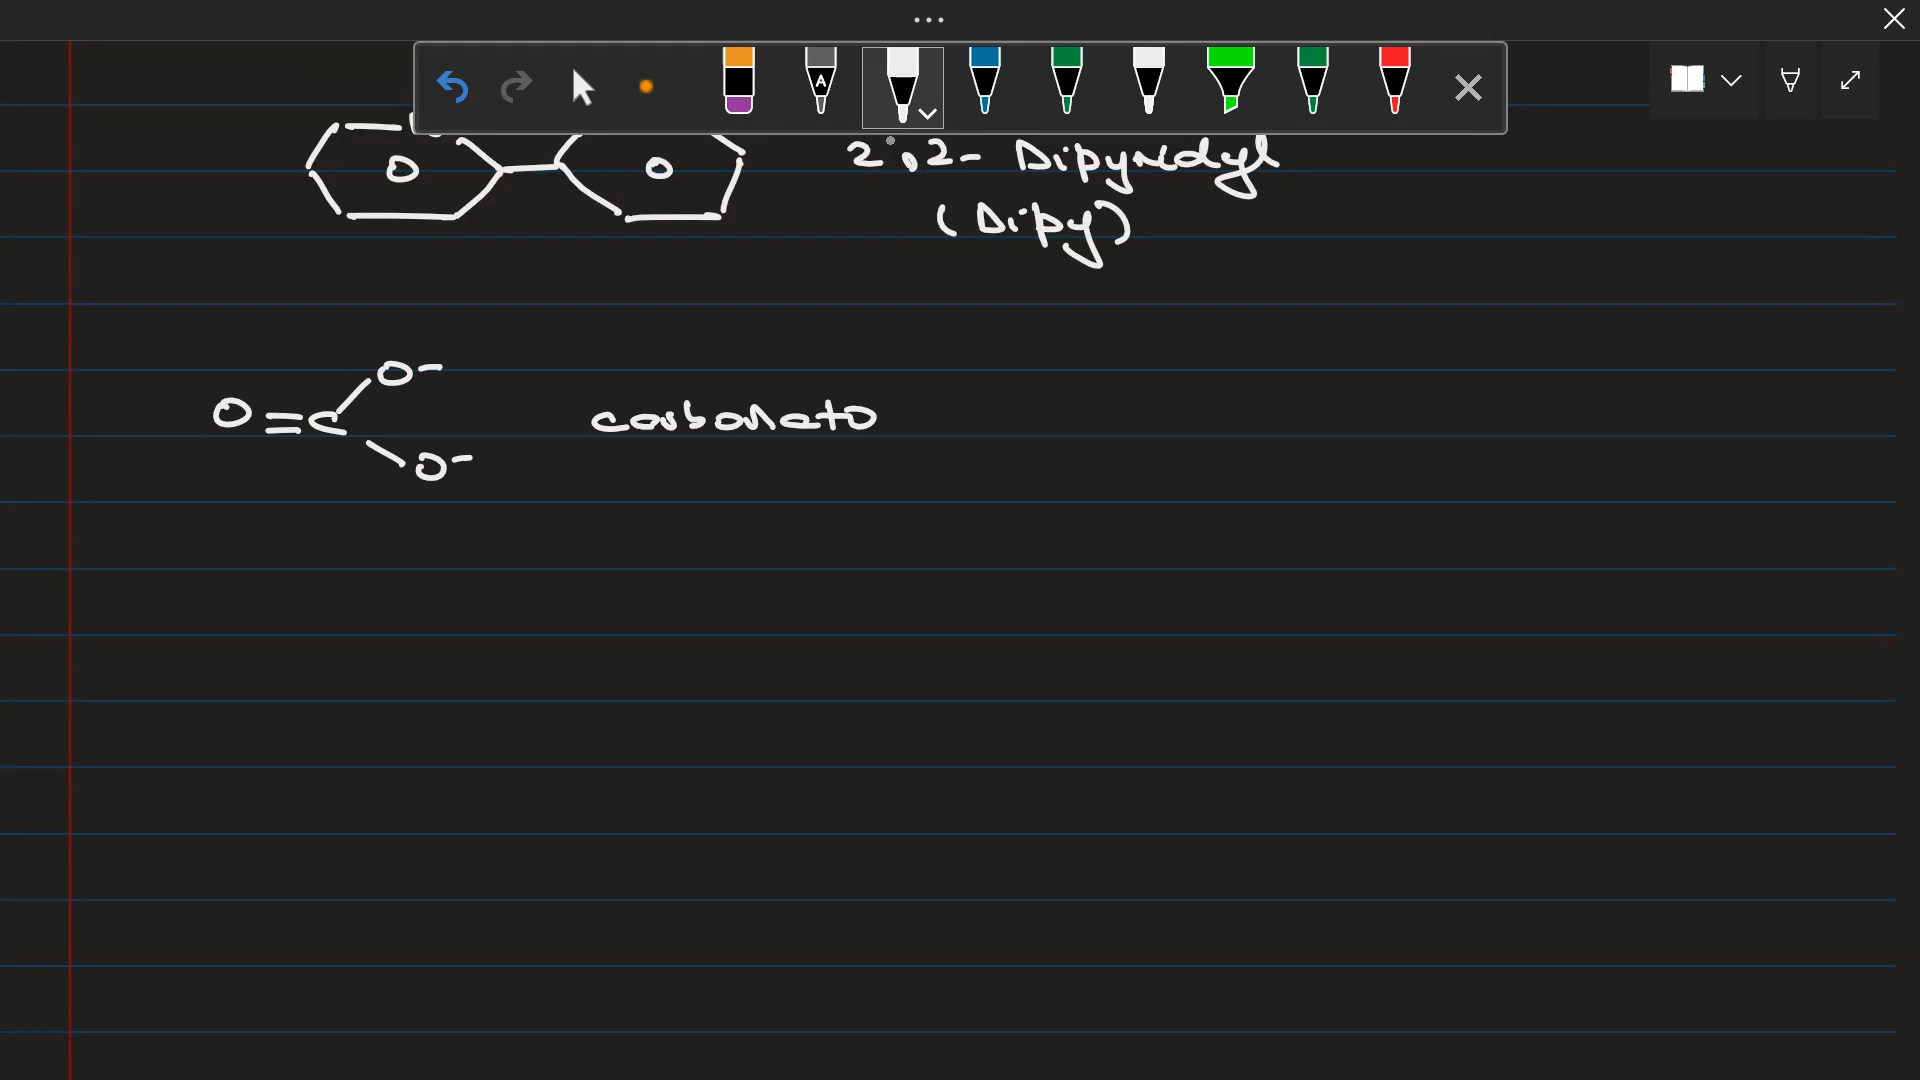 2,2- Dipyridyl
(Dipy)
O=C
O-
O-
carbonato